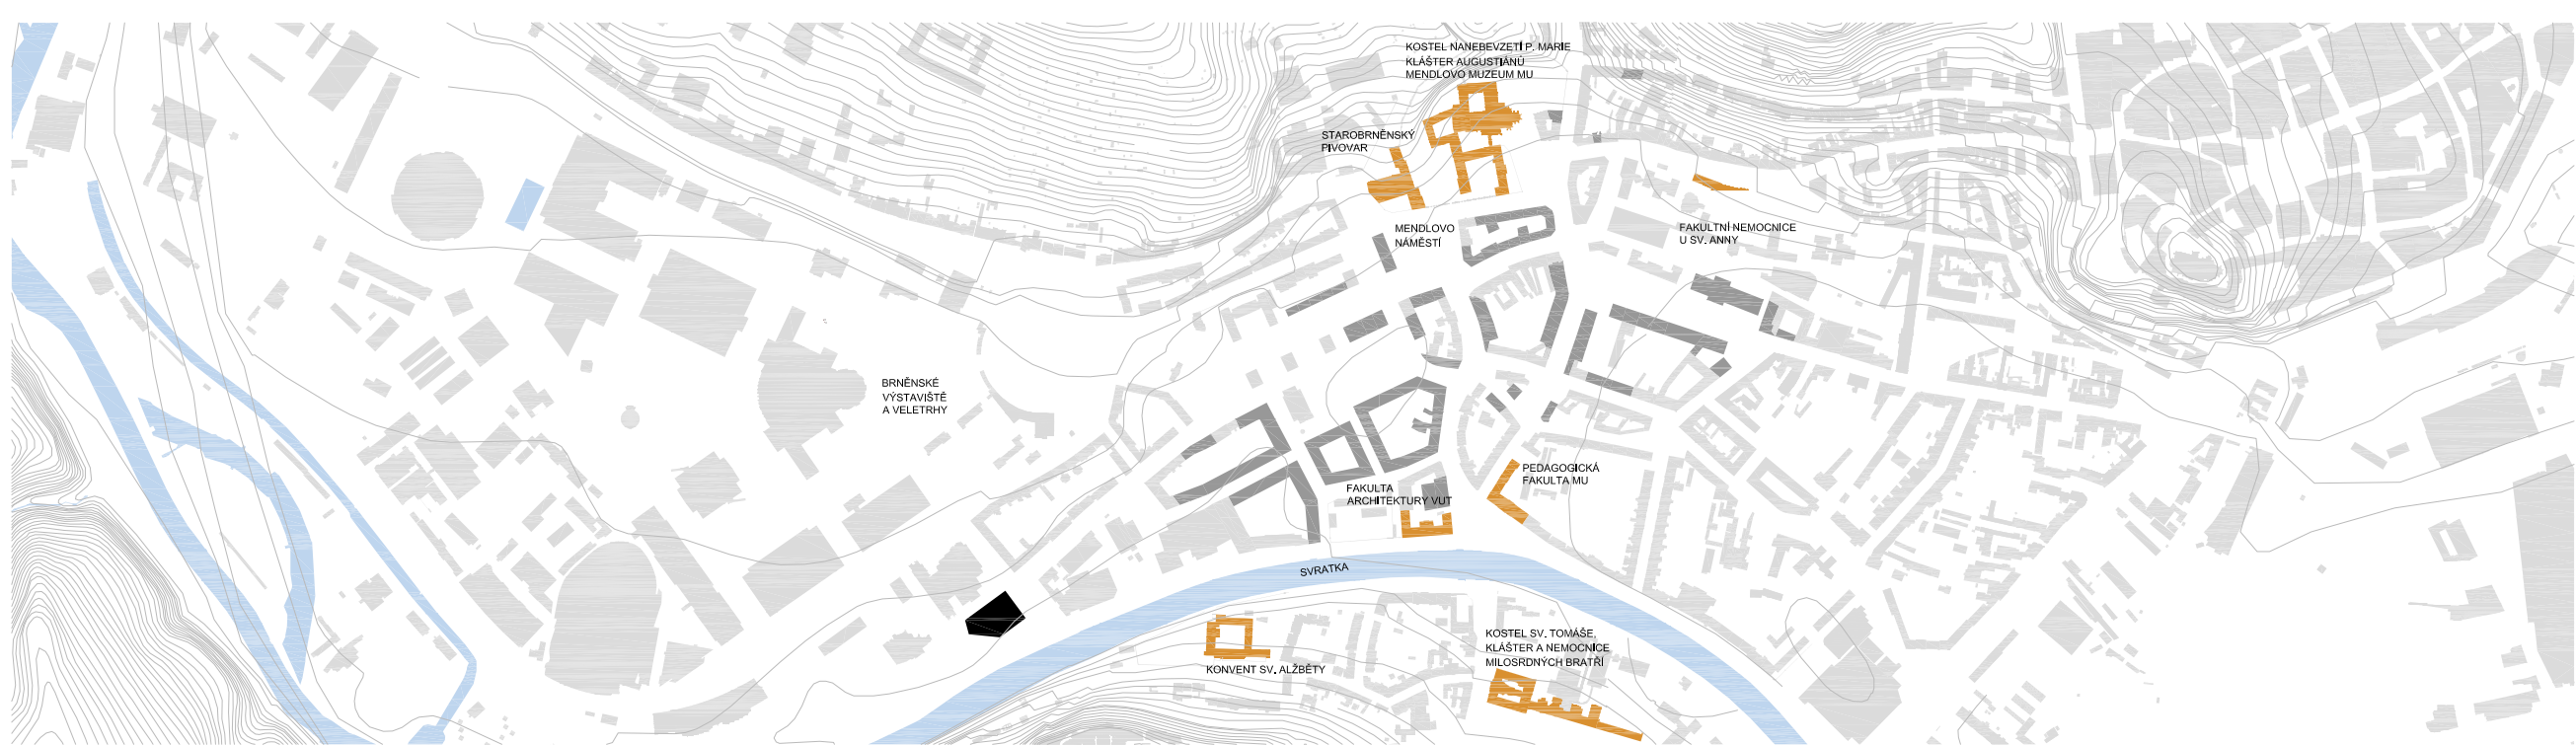 KOSTEL NANEBEVZETÍ P. MARIE
KLÁŠTER AUGUSTIÁNŮ
MENDLOVO MUZEUM MU
STAROBRNĚNSKÝ
PIVOVAR
MENDLOVO
NÁMĚSTÍ
FAKULTNÍ NEMOCNICE
U SV. ANNY
BRNĚNSKÉ
VÝSTAVIŠTĚ
A VELETRHY
PEDAGOGICKÁ
FAKULTA MU
FAKULTA
ARCHITEKTURY VUT
SVRATKA
KOSTEL SV. TOMÁŠE,
KLÁŠTER A NEMOCNICE
MILOSRDNÝCH BRATŘÍ
KONVENT SV. ALŽBĚTY